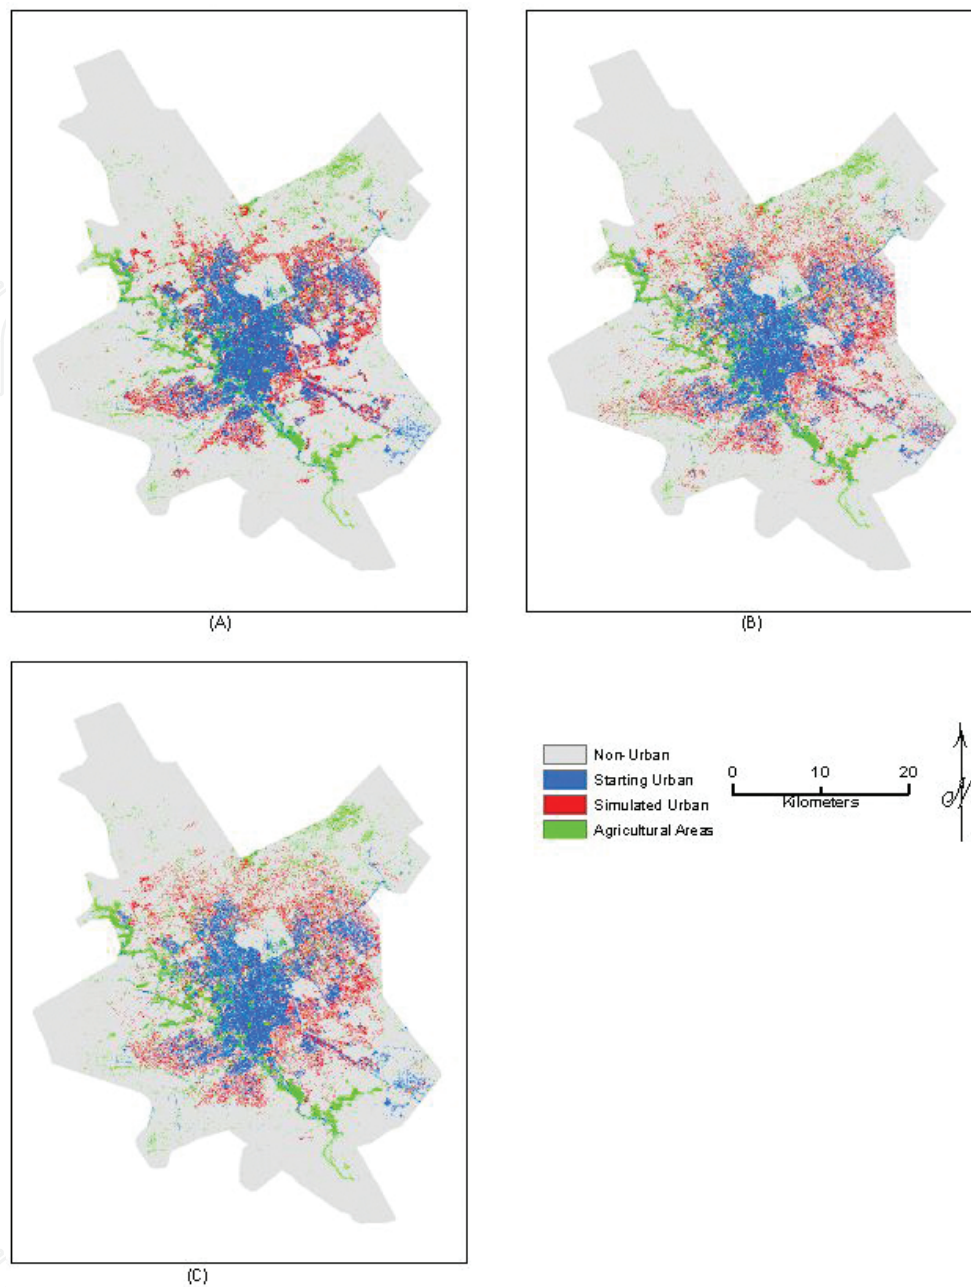 (A)
(B)
Non-Urban
Starting Urban
Simulated Urban
Agricultural Areas
0 10 20
Kilometers
N
(C)